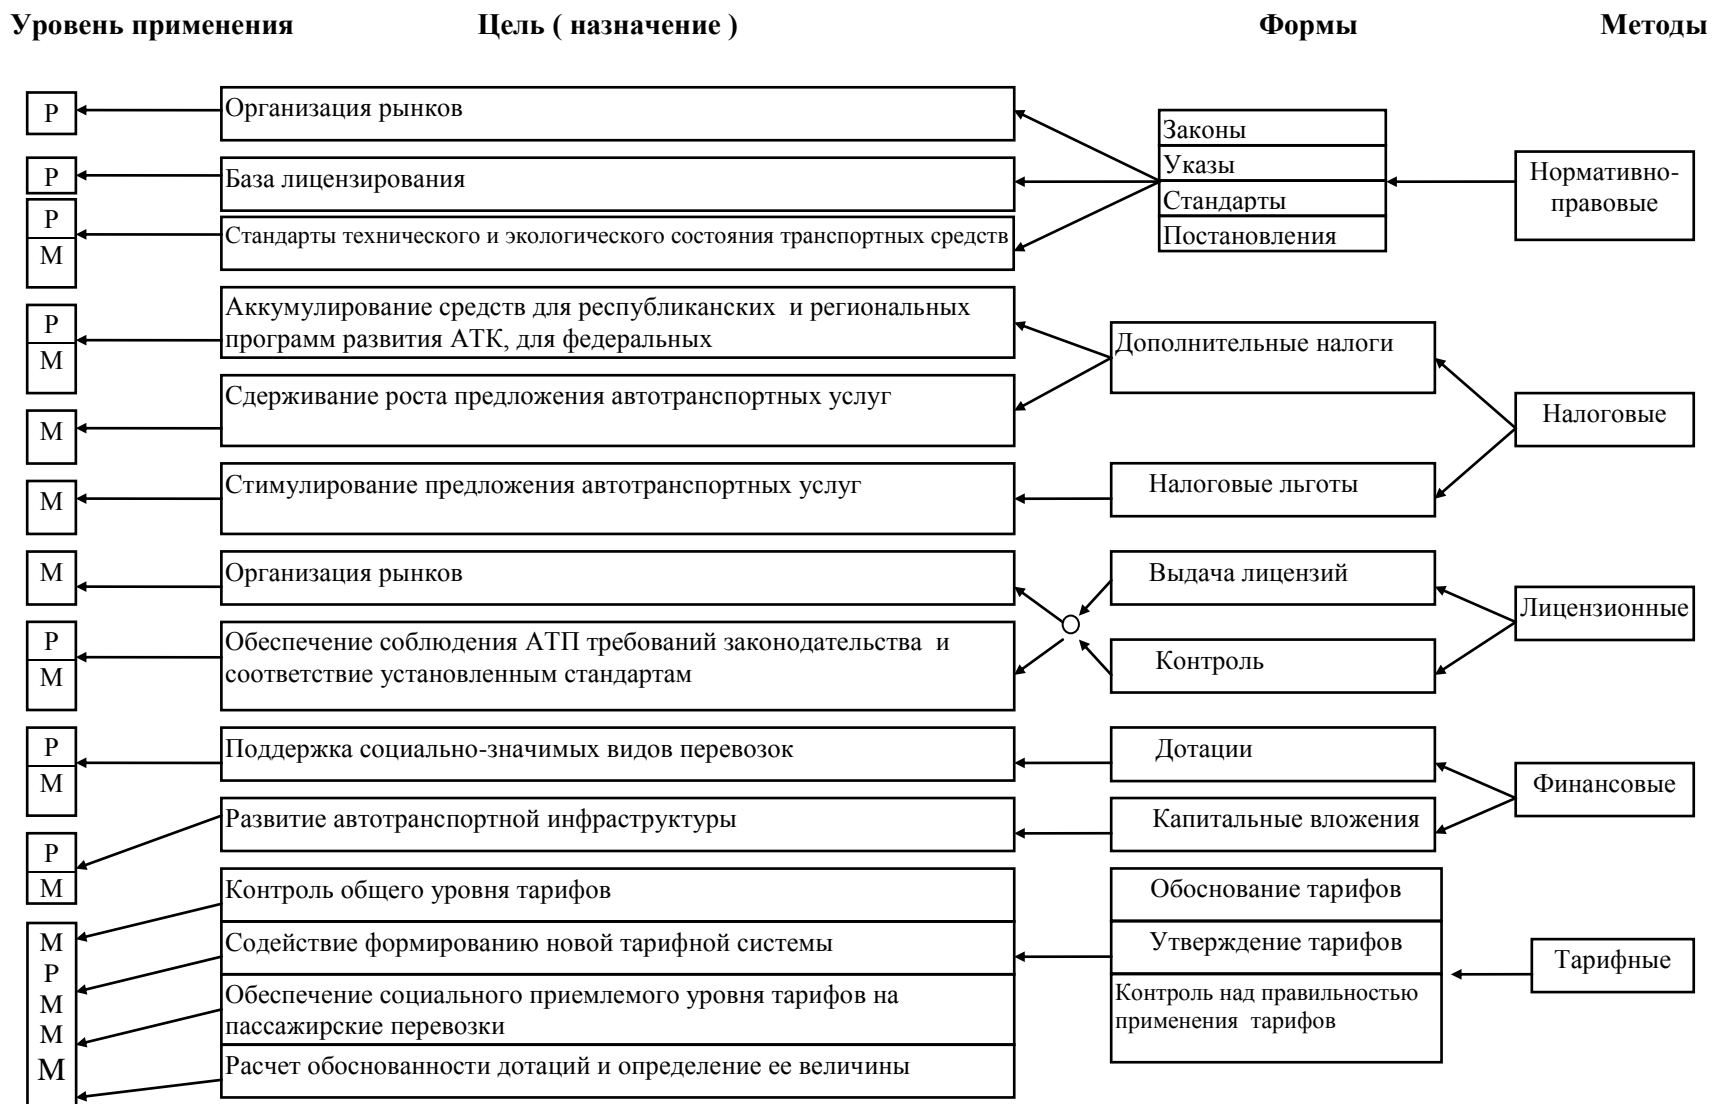 Уровень применения Цель ( назначение ) Формы Методы
Р
Организация рынков
Законы
Указы
Стандарты
Постановления
Нормативно-
правовые
Р
База лицензирования
Р
М
Стандарты технического и экологического состояния транспортных средств
Р
М
Аккумулирование средств для республиканских и региональных
программ развития АТК, для федеральных
Дополнительные налоги
Налоговые
М
Сдерживание роста предложения автотранспортных услуг
М
Стимулирование предложения автотранспортных услуг
Налоговые льготы
М
Организация рынков
Выдача лицензий
Лицензионные
Р
М
Обеспечение соблюдения АТП требований законодательства и
соответствие установленным стандартам
Контроль
Р
М
Поддержка социально-значимых видов перевозок
Дотации
Финансовые
Р
М
Развитие автотранспортной инфраструктуры
Капитальные вложения
М
Р
М
М
М
Контроль общего уровня тарифов
Содействие формированию новой тарифной системы
Обеспечение социального приемлемого уровня тарифов на
пассажирские перевозки
Расчет обоснованности дотаций и определение ее величины
Обоснование тарифов
Утверждение тарифов
Контроль над правильностью
применения тарифов
Тарифные